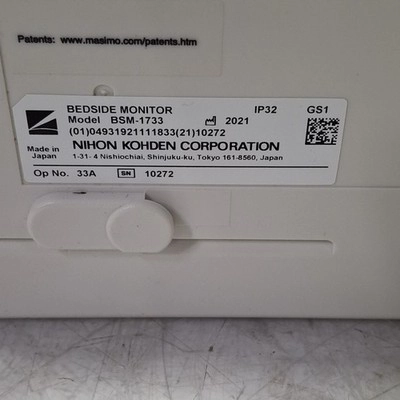 Patents: www.masimo.com/patents.htm
BEDSIDE MONITOR IP32 GS1
Model BSM-1733 2021
(01)04931921111833(21)10272
Made in Japan NIHON KOHDEN CORPORATION
1-31-4 Nishiochiai, Shinjuku-ku, Tokyo 161-8560, Japan
Op No. 33A SN 10272